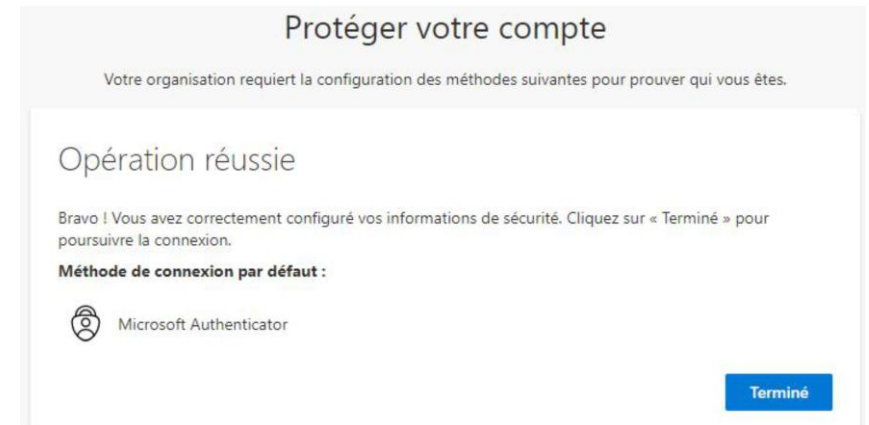 Protéger votre compte
Votre organisation requiert la configuration des méthodes suivantes pour prouver qui vous êtes.
Opération réussie
Bravo ! Vous avez correctement configuré vos informations de sécurité. Cliquez sur « Terminé » pour
poursuivre la connexion.
Méthode de connexion par défaut :
Microsoft Authenticator
Terminé